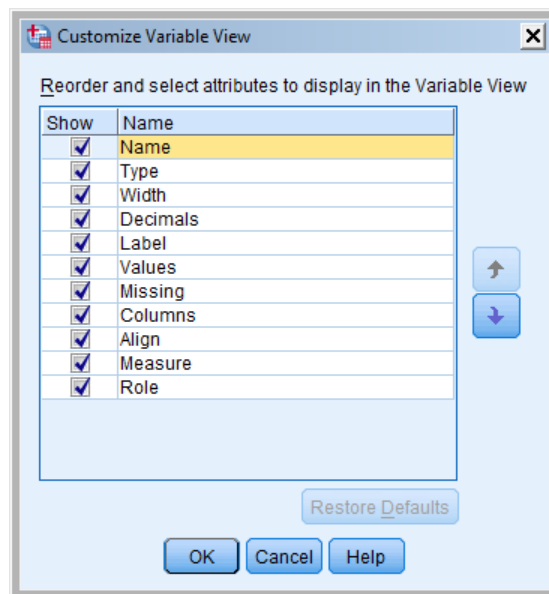 Customize Variable View
Reorder and select attributes to display in the Variable View
Show Name
Name
Type
Width
Decimals
Label
Values
Missing
Columns
Align
Measure
Role
Restore Defaults
OK Cancel Help